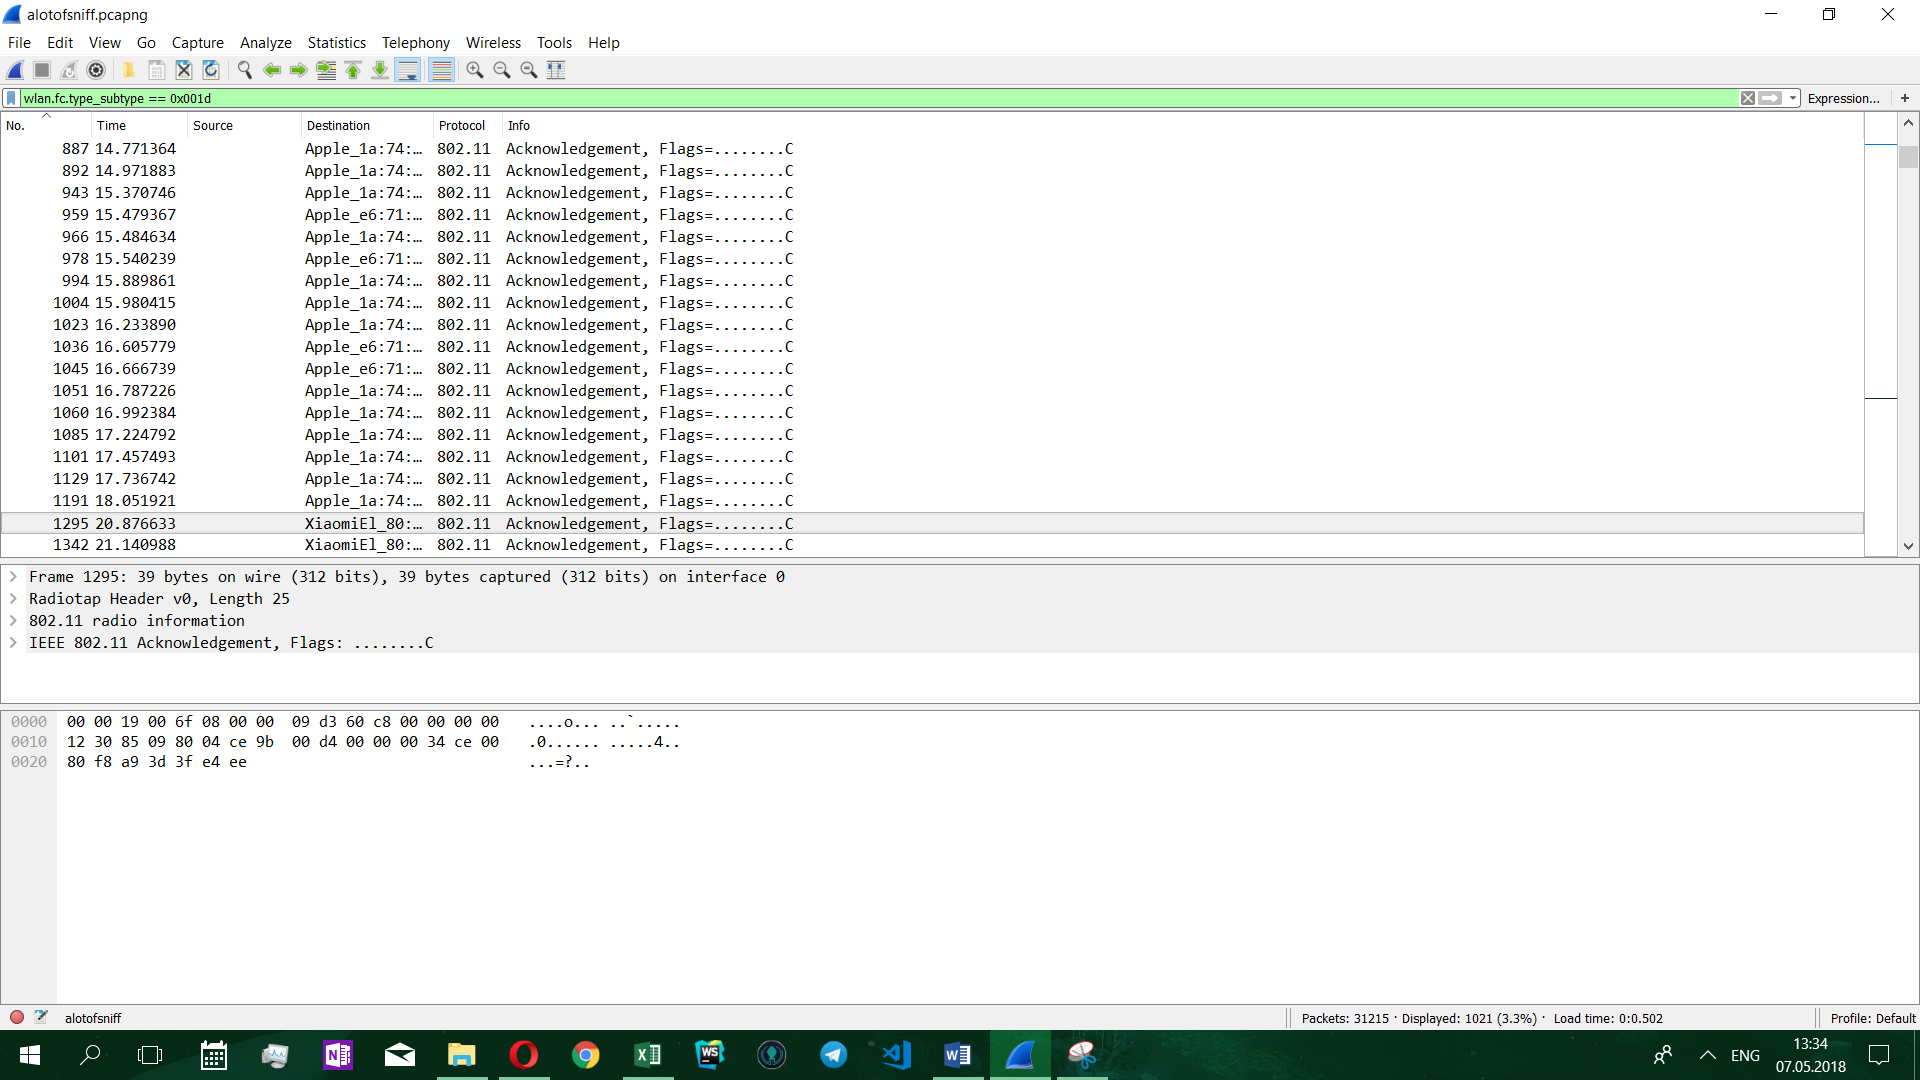 alotofsniff.pcapng
File Edit View Go Capture Analyze Statistics Telephony Wireless Tools Help
wlan.fc.type_subtype == 0x001d Expression... +
No. Time Source Destination Protocol Info
887 14.771364 Apple_1a:74:… 802.11 Acknowledgement, Flags=........C
892 14.971883 Apple_1a:74:… 802.11 Acknowledgement, Flags=........C
943 15.370746 Apple_1a:74:… 802.11 Acknowledgement, Flags=........C
959 15.479367 Apple_e6:71:… 802.11 Acknowledgement, Flags=........C
966 15.484634 Apple_1a:74:… 802.11 Acknowledgement, Flags=........C
978 15.540239 Apple_e6:71:… 802.11 Acknowledgement, Flags=........C
994 15.889861 Apple_1a:74:… 802.11 Acknowledgement, Flags=........C
1004 15.980415 Apple_1a:74:… 802.11 Acknowledgement, Flags=........C
1023 16.233890 Apple_1a:74:… 802.11 Acknowledgement, Flags=........C
1036 16.605779 Apple_e6:71:… 802.11 Acknowledgement, Flags=........C
1045 16.666739 Apple_e6:71:… 802.11 Acknowledgement, Flags=........C
1051 16.787226 Apple_1a:74:… 802.11 Acknowledgement, Flags=........C
1060 16.992384 Apple_1a:74:… 802.11 Acknowledgement, Flags=........C
1085 17.224792 Apple_1a:74:… 802.11 Acknowledgement, Flags=........C
1101 17.457493 Apple_1a:74:… 802.11 Acknowledgement, Flags=........C
1129 17.736742 Apple_1a:74:… 802.11 Acknowledgement, Flags=........C
1191 18.051921 Apple_1a:74:… 802.11 Acknowledgement, Flags=........C
1295 20.876633 XiaomiEl_80:… 802.11 Acknowledgement, Flags=........C
1342 21.140988 XiaomiEl_80:… 802.11 Acknowledgement, Flags=........C
Frame 1295: 39 bytes on wire (312 bits), 39 bytes captured (312 bits) on interface 0
Radiotap Header v0, Length 25
802.11 radio information
IEEE 802.11 Acknowledgement, Flags: ........C
0000 00 00 19 00 6f 08 00 00 09 d3 60 c8 00 00 00 00 ....o... ..`.....
0010 12 30 85 09 80 04 ce 9b 00 d4 00 00 00 34 ce 00 .0...... .....4..
0020 80 f8 a9 3d 3f e4 ee ...=?..
alotofsniff Packets: 31215 · Displayed: 1021 (3.3%) · Load time: 0:0.502 Profile: Default
ENG 13:34
07.05.2018